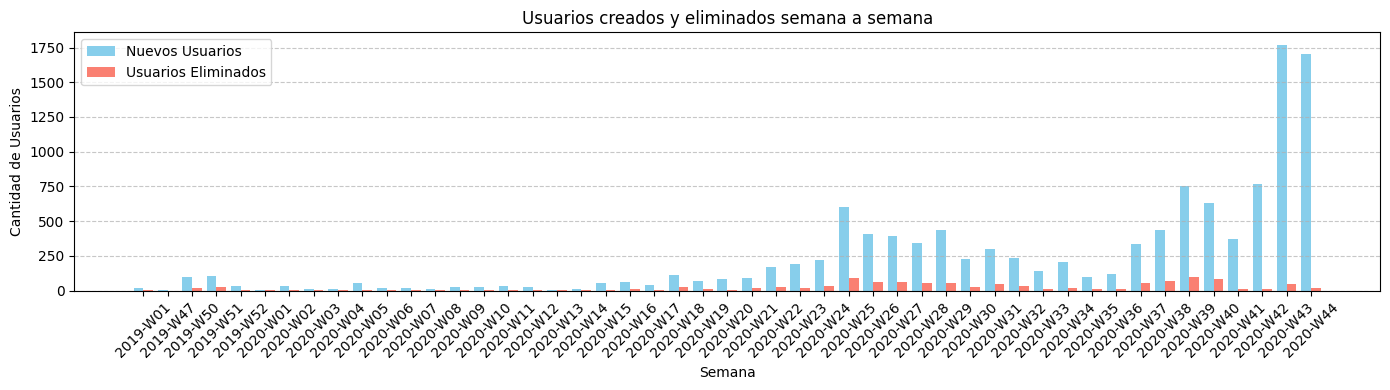 Usuarios creados y eliminados semana a semana
Nuevos Usuarios
Usuarios Eliminados
Cantidad de Usuarios
1750
1500
1250
1000
750
500
250
0
2019-W01
2019-W47
2019-W50
2019-W51
2019-W52
2020-W01
2020-W02
2020-W03
2020-W04
2020-W05
2020-W06
2020-W07
2020-W08
2020-W09
2020-W10
2020-W11
2020-W12
2020-W13
2020-W14
2020-W15
2020-W16
2020-W17
2020-W18
2020-W19
2020-W20
2020-W21
2020-W22
2020-W23
2020-W24
2020-W25
2020-W26
2020-W27
2020-W28
2020-W29
2020-W30
2020-W31
2020-W32
2020-W33
2020-W34
2020-W35
2020-W36
2020-W37
2020-W38
2020-W39
2020-W40
2020-W41
2020-W42
2020-W43
2020-W44
Semana